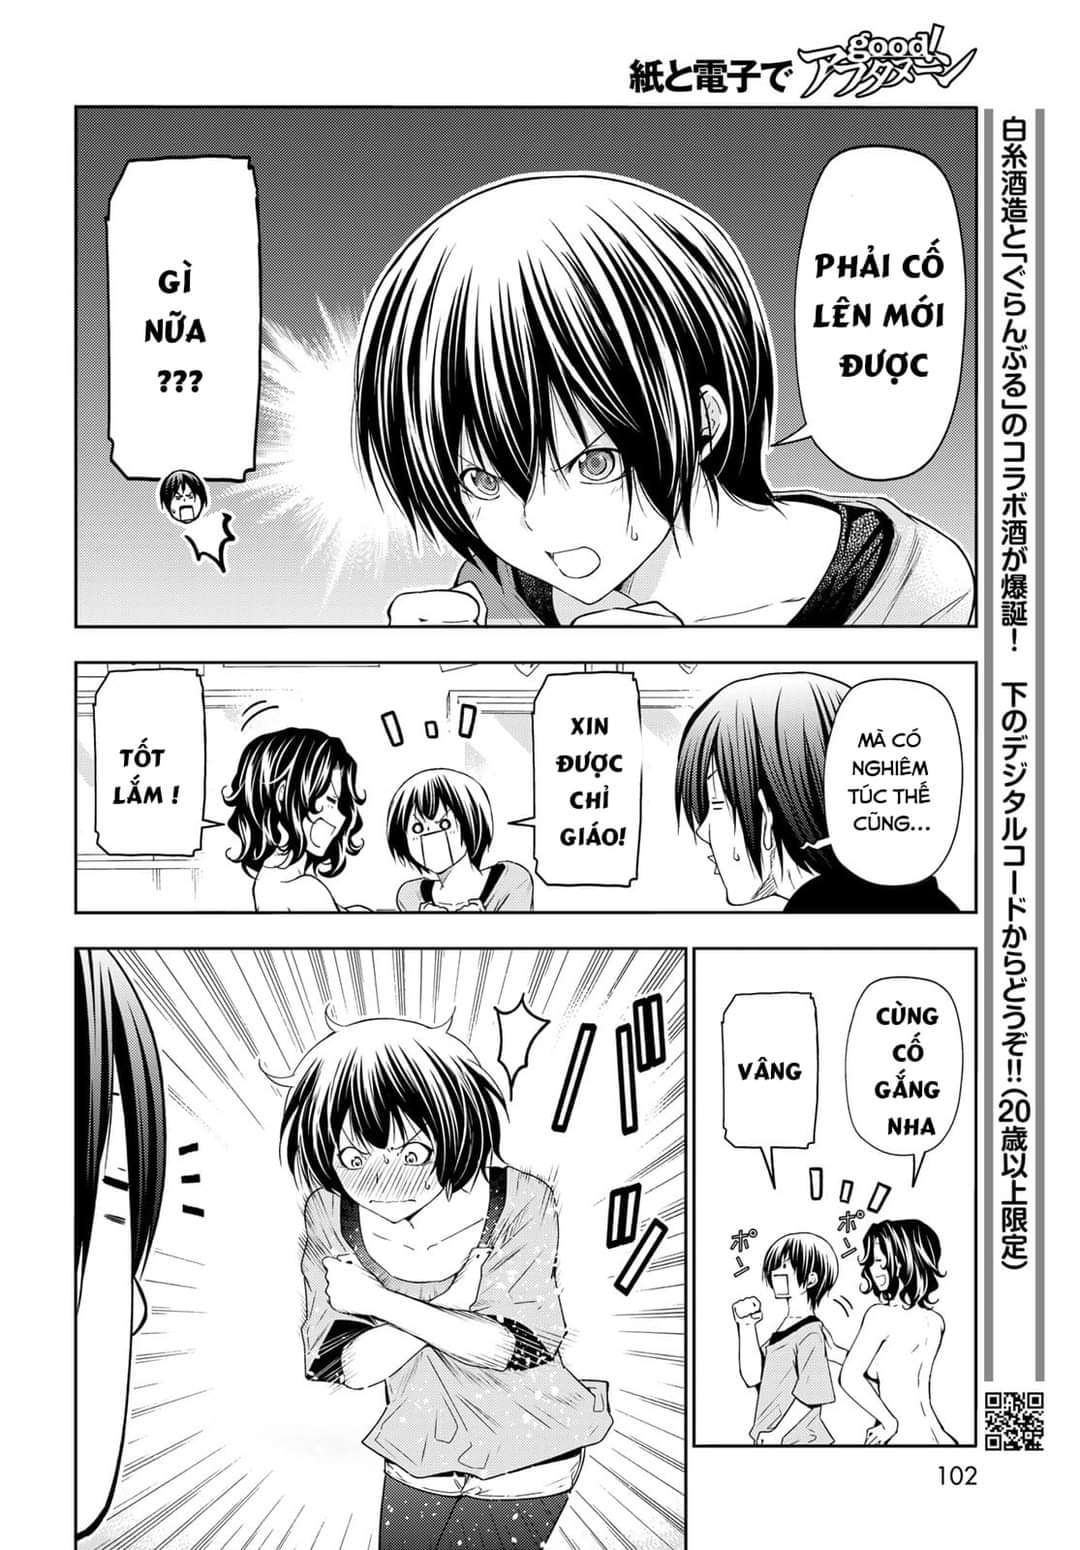 紙と電子で
good!
アフタヌーン
PHẢI CỐ
LÊN MỚI
ĐƯỢC
GÌ
NỮA
???
MÀ CÓ
NGHIÊM
TÚC THẾ
CŨNG...
XIN
ĐƯỢC
CHỈ
GIÁO!
TỐT
LẮM !
CÙNG
CỐ
GẮNG
NHA
VÂNG
ポン
ポン
白糸酒造と「ぐらんぶる」のコラボ酒が爆誕！ 下のデジタルコードからどうぞ!!(20歳以上限定)
102